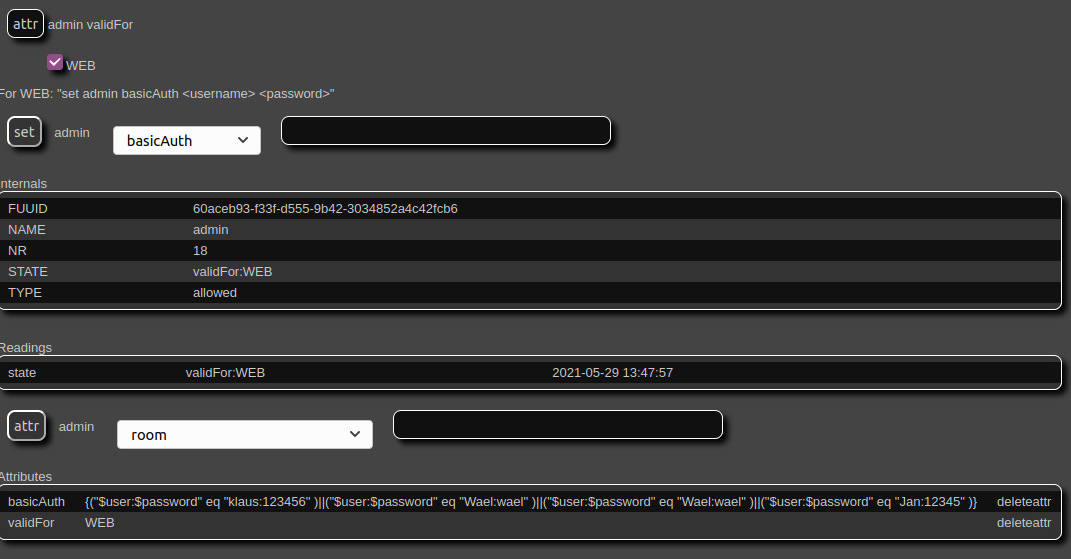 attr admin validFor
WEB
For WEB: "set admin basicAuth <username> <password>"
set admin basicAuth
nternals
FUUID 60aceb93-f33f-d555-9b42-3034852a4c42fcb6
NAME admin
NR 18
STATE validFor:WEB
TYPE allowed
Readings
state validFor:WEB 2021-05-29 13:47:57
attr admin room
Attributes
basicAuth {("$user:$password" eq "klaus:123456" )||("$user:$password" eq "Wael:wael" )||("$user:$password" eq "Wael:wael" )||("$user:$password" eq "Jan:12345" )} deleteattr
validFor WEB deleteattr